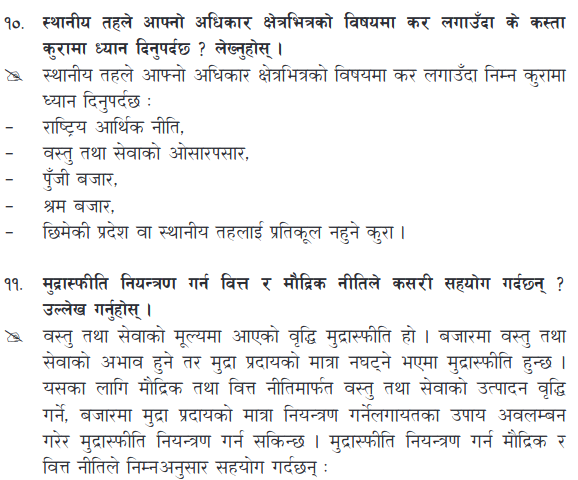 १०. स्थानीय तहले आफ्नो अधिकार क्षेत्रभित्रको विषयमा कर लगाउँदा के कस्ता
कुरामा ध्यान दिनुपर्दछ ? लेख्नुहोस् ।
स्थानीय तहले आफ्नो अधिकार क्षेत्रभित्रको विषयमा कर लगाउँदा निम्न कुरामा
ध्यान दिनुपर्दछ :
- राष्ट्रिय आर्थिक नीति,
- वस्तु तथा सेवाको ओसारपसार,
- पुँजी बजार,
- श्रम बजार,
- छिमेकी प्रदेश वा स्थानीय तहलाई प्रतिकूल नहुने कुरा ।
११. मुद्रास्फीति नियन्त्रण गर्न वित्त र मौद्रिक नीतिले कसरी सहयोग गर्दछन् ?
उल्लेख गर्नुहोस् ।
वस्तु तथा सेवाको मूल्यमा आएको वृद्धि मुद्रास्फीति हो । बजारमा वस्तु तथा
सेवाको अभाव हुने तर मुद्रा प्रदायको मात्रा नघट्ने भएमा मुद्रास्फीति हुन्छ ।
यसका लागि मौद्रिक तथा वित्त नीतिमार्फत वस्तु तथा सेवाको उत्पादन वृद्धि
गर्ने, बजारमा मुद्रा प्रदायको मात्रा नियन्त्रण गर्नेलगायतका उपाय अवलम्बन
गरेर मुद्रास्फीति नियन्त्रण गर्न सकिन्छ । मुद्रास्फीति नियन्त्रण गर्न मौद्रिक र
वित्त नीतिले निम्नअनुसार सहयोग गर्दछन् :